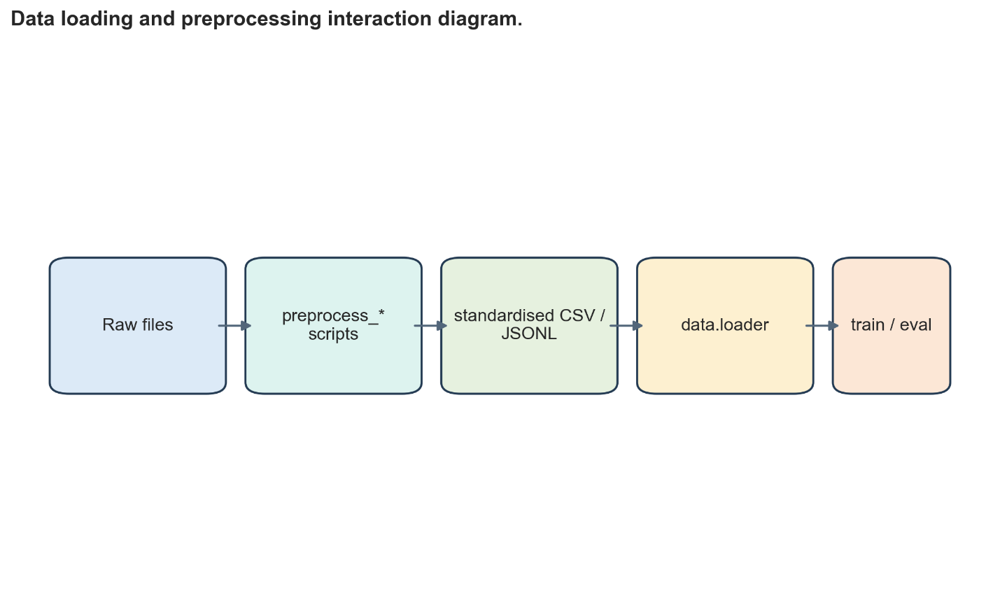 Data loading and preprocessing interaction diagram.
Raw files
preprocess_*
scripts
standardised CSV /
JSONL
data.loader
train / eval